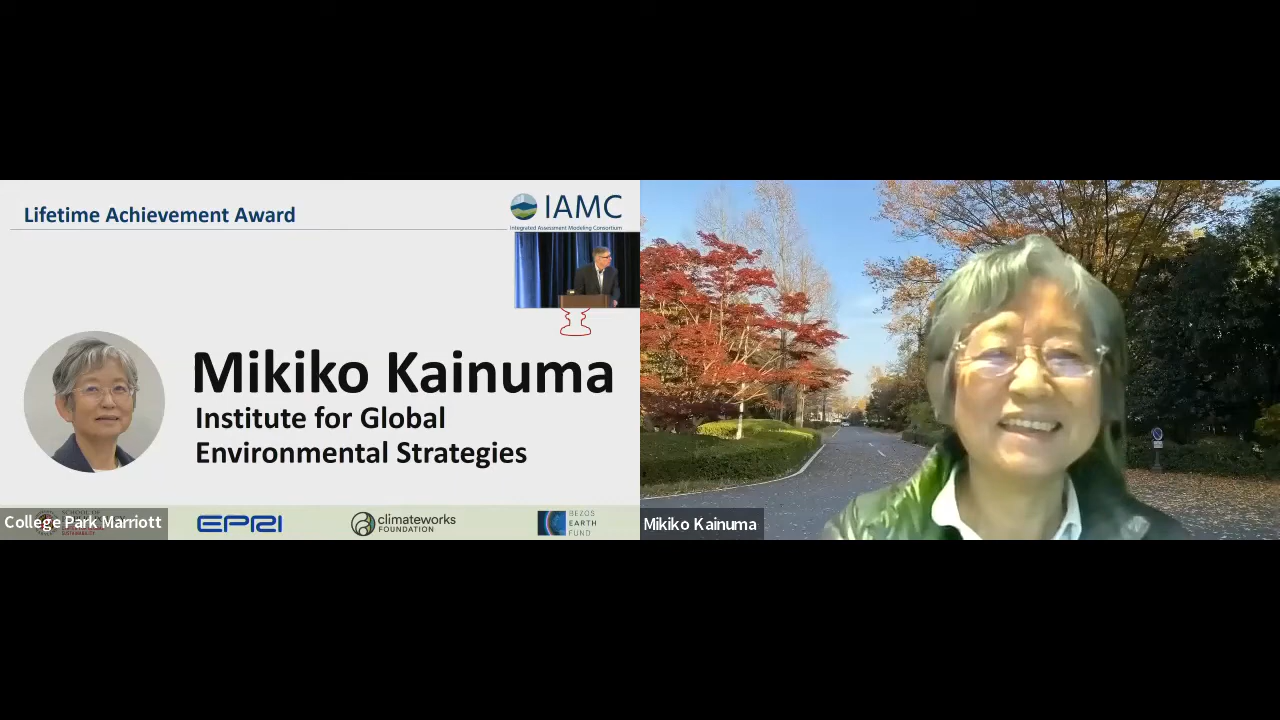 Lifetime Achievement Award
IAMC
Integrated Assessment Modeling Consortium
Mikiko Kainuma
Institute for Global
Environmental Strategies
College Park Marriott
EPRI
climateworks
FOUNDATION
BEZOS
EARTH
FUND
Mikiko Kainuma